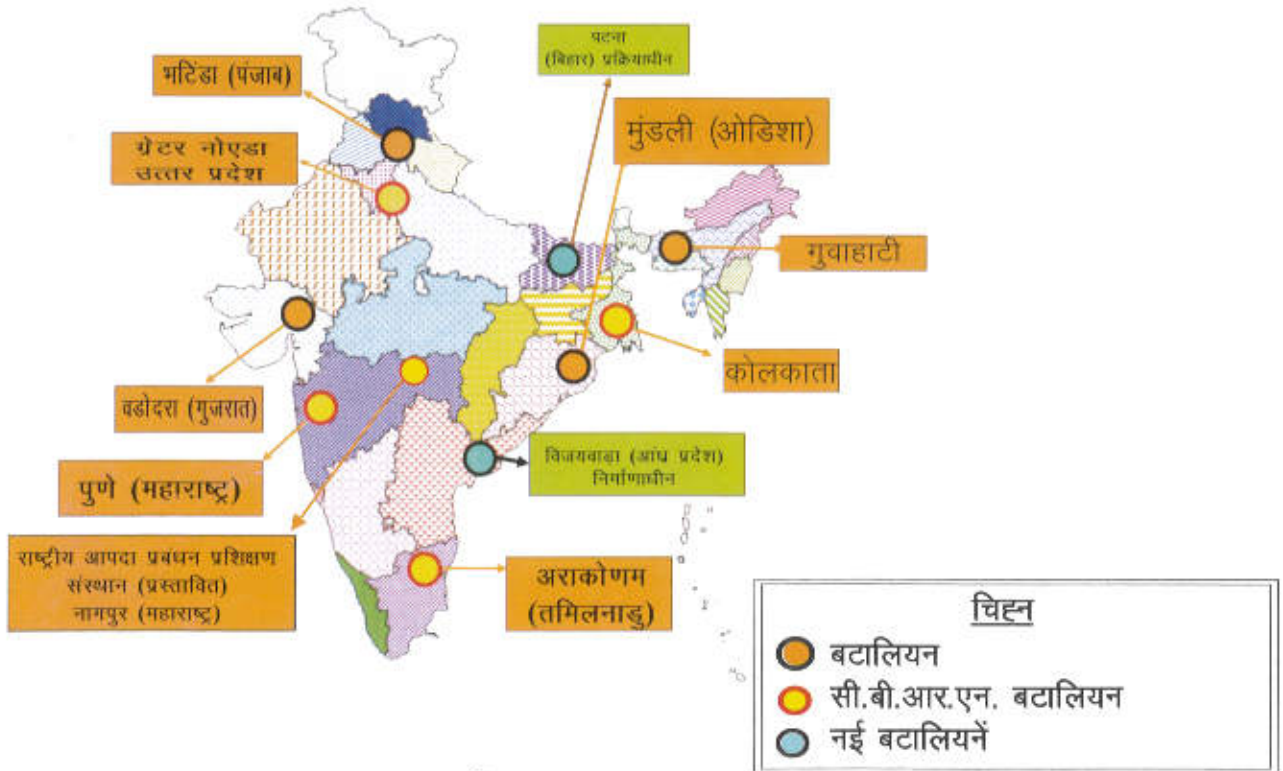 पटना
(बिहार) प्रक्रियाधीन
भटिंडा (पंजाब)
मुंडली (ओडिशा)
ग्रेटर नोएडा
उत्तर प्रदेश
गुवाहाटी
कोलकाता
वडोदरा (गुजरात)
विजयवाड़ा (आंध्र प्रदेश)
निर्माणाधीन
पुणे (महाराष्ट्र)
राष्ट्रीय आपदा प्रबंधन प्रशिक्षण
संस्थान (प्रस्तावित)
नागपुर (महाराष्ट्र)
अराकोणम
(तमिलनाडु)
चिह्न
बटालियन
सी.बी.आर.एन. बटालियन
नई बटालियनें